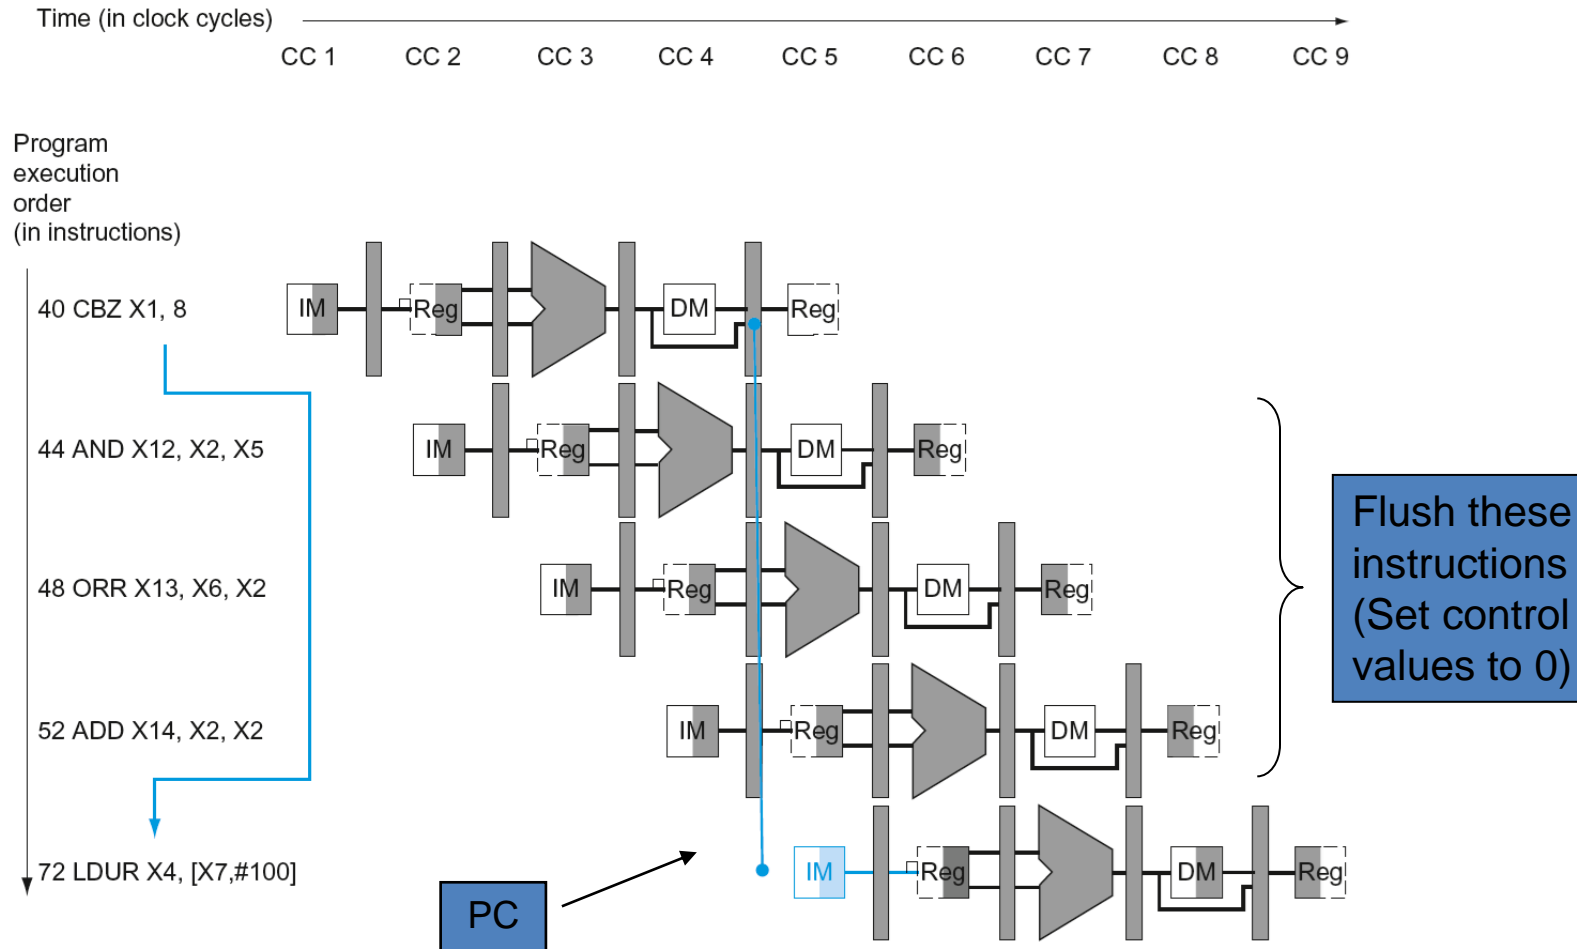 Time (in clock cycles)
CC 1 CC 2 CC 3 CC 4 CC 5 CC 6 CC 7 CC 8 CC 9
Program
execution
order
(in instructions)
40 CBZ X1, 8
IM Reg DM Reg
44 AND X12, X2, X5
IM Reg DM Reg
48 ORR X13, X6, X2
IM Reg DM Reg
52 ADD X14, X2, X2
IM Reg DM Reg
72 LDUR X4, [X7,#100]
IM Reg DM Reg
Flush these
instructions
(Set control
values to 0)
PC